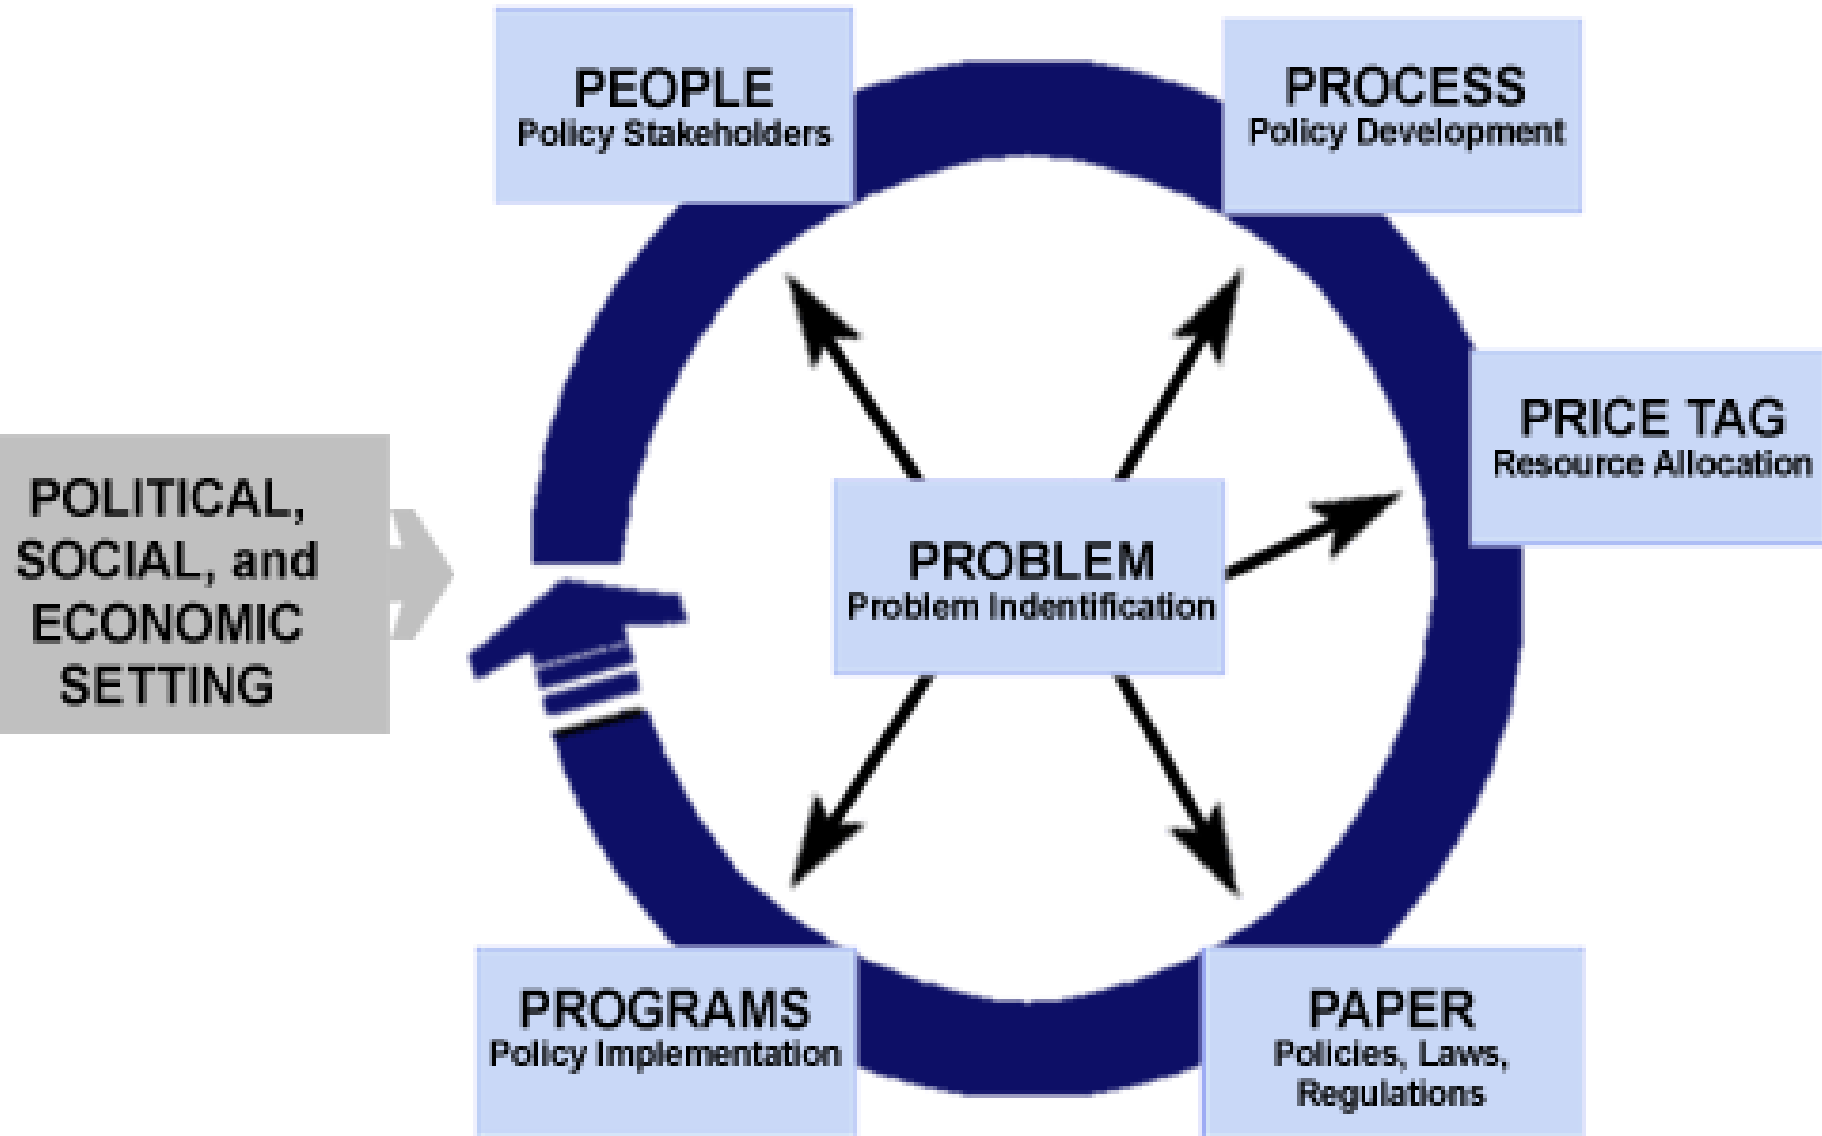 PEOPLE
Policy Stakeholders
PROCESS
Policy Development
PRICE TAG
Resource Allocation
POLITICAL,
SOCIAL, and
ECONOMIC
SETTING
PROBLEM
Problem Indentification
PROGRAMS
Policy Implementation
PAPER
Policies, Laws,
Regulations